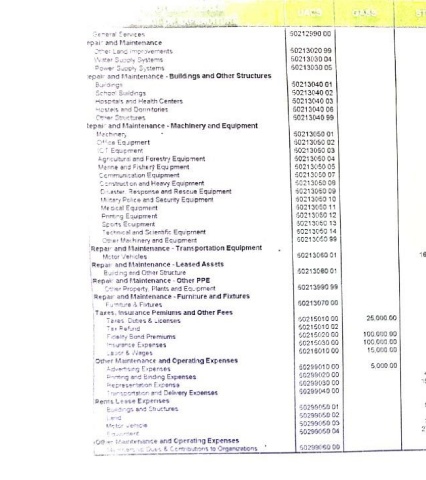 General Services 50212990 00
epair and Maintenance
Other Land Improvements 50213020 99
Water Supply Systems 50213030 04
Power Supply Systems 50213030 05
epair and Maintenance - Buildings and Other Structures
Buildings 50213040 01
School Buildings 50213040 02
Hospitals and Health Centers 50213040 03
Hostels and Dormitories 50213040 06
Other Structures 50213040 99
epair and Maintenance - Machinery and Equipment
Machinery 50213050 01
Office Equipment 50213050 02
ICT Equipment 50213050 03
Agricultural and Forestry Equipment 50213050 04
Marine and Fishery Equipment 50213050 05
Communication Equipment 50213050 07
Construction and Heavy Equipment 50213050 08
Disaster, Response and Rescue Equipment 50213050 09
Military Police and Security Equipment 50213050 10
Medical Equipment 50213050 11
Printing Equipment 50213050 12
Sports Equipment 50213050 13
Technical and Scientific Equipment 50213050 14
Other Machinery and Equipment 50213050 99
Repair and Maintenance - Transportation Equipment
Motor Vehicles 50213060 01
Repair and Maintenance - Leased Assets
Building and Other Structure 50213080 01
Repair and Maintenance - Other PPE
Other Property, Plants and Equipment 50213990 99
Repair and Maintenance - Furniture and Fixtures
Furniture & Fixtures 50213070 00
Taxes, Insurance Pemiums and Other Fees
Taxes, Duties & Licenses 50215010 00 25,000.00
Tax Refund 50215010 02
Fidelity Bond Premiums 50215020 00 100,000.00
Insurance Expenses 50215030 00 100,000.00
Labor & Wages 50216010 00 15,000.00
Other Maintenance and Operating Expenses
Advertising Expenses 50299010 00 5,000.00
Printing and Binding Expenses 50299020 00
Representation Expense 50299030 00
Transportation and Delivery Expenses 50299040 00
Rents Lease Expenses
Buildings and Structures 50299050 01
Land 50299050 02
Motor Vehicle 50299050 03
Equipment 50299050 04
Other Maintenance and Operating Expenses
Membership Dues & Contributions to Organizations 50299060 00